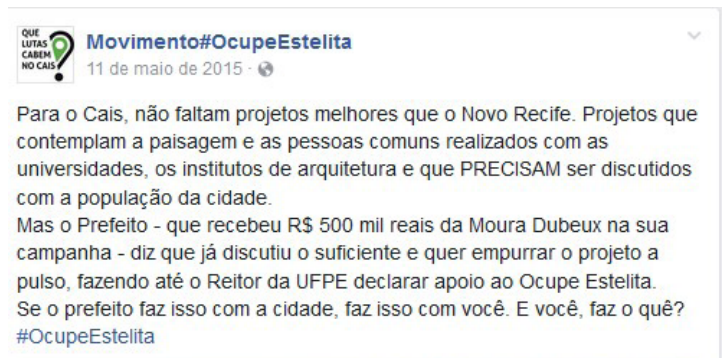 QUE
LUTAS
CABEM
NO CAIS
?
Movimento#OcupeEstelita
11 de maio de 2015 ·
Para o Cais, não faltam projetos melhores que o Novo Recife. Projetos que
contemplam a paisagem e as pessoas comuns realizados com as
universidades, os institutos de arquitetura e que PRECISAM ser discutidos
com a população da cidade.
Mas o Prefeito - que recebeu R$ 500 mil reais da Moura Dubeux na sua
campanha - diz que já discutiu o suficiente e quer empurrar o projeto a
pulso, fazendo até o Reitor da UFPE declarar apoio ao Ocupe Estelita.
Se o prefeito faz isso com a cidade, faz isso com você. E você, faz o quê?
#OcupeEstelita